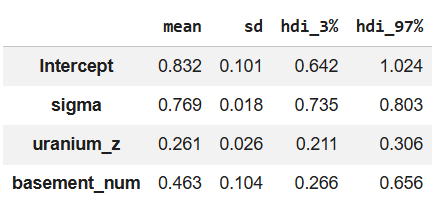 mean sd hdi_3% hdi_97%
Intercept 0.832 0.101 0.642 1.024
sigma 0.769 0.018 0.735 0.803
uranium_z 0.261 0.026 0.211 0.306
basement_num 0.463 0.104 0.266 0.656